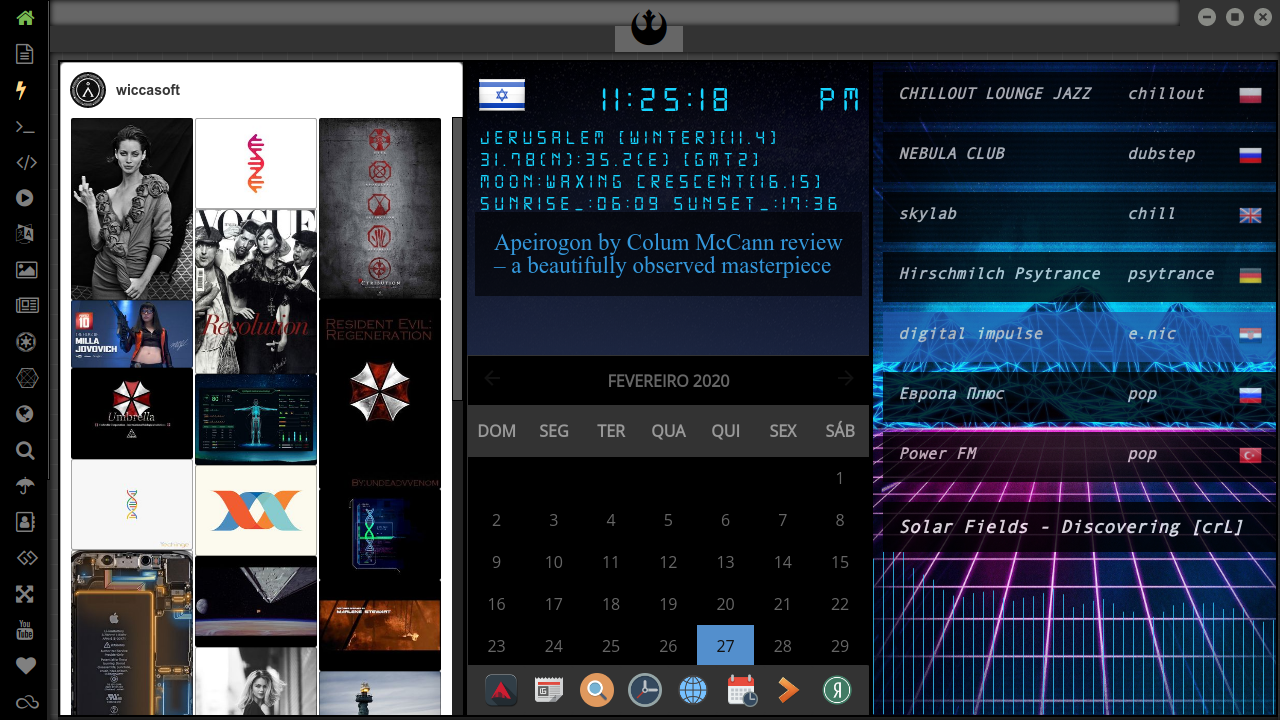 wiccasoft
VOGUE
Revolution
10
MILLA
JOVOVICH
Umbrella
RESIDENT EVIL:
REGENERATION
BY:UNDEADVVENOM
MARLENE STEWART
11:25:18 PM
JERUSALEM [WINTER][11.4]
31.78(N):35.2(E) [GMT2]
MOON:WAXING CRESCENT[16.15]
SUNRISE_:06:09 SUNSET_:17:36
Apeirogon by Colum McCann review
– a beautifully observed masterpiece
FEVEREIRO 2020
DOM SEG TER QUA QUI SEX SÁB
1
2 3 4 5 6 7 8
9 10 11 12 13 14 15
16 17 18 19 20 21 22
23 24 25 26 27 28 29
CHILLOUT LOUNGE JAZZ chillout
NEBULA CLUB dubstep
skylab chill
Hirschmilch Psytrance psytrance
digital impulse e.nic
Европа Плюс pop
Power FM pop
Solar Fields - Discovering [crL]
You
Tube
Я